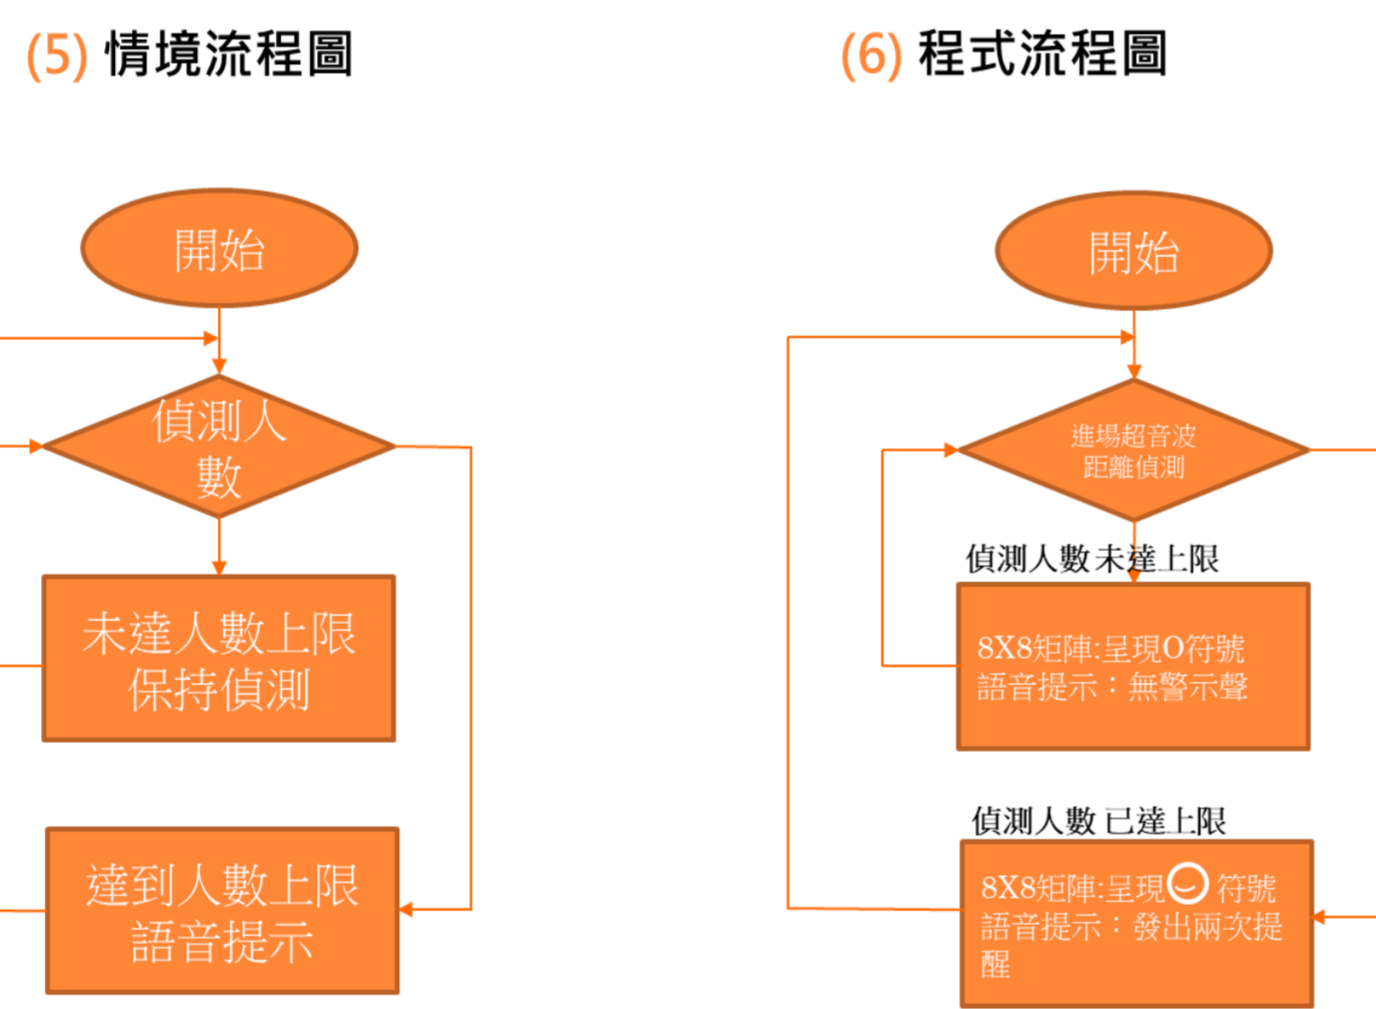 (5) 情境流程圖
開始
偵測人
數
未達人數上限
保持偵測
達到人數上限
語音提示
(6) 程式流程圖
開始
進場超音波
距離偵測
偵測人數 未達上限
8X8矩陣:呈現O符號
語音提示：無警示聲
偵測人數 已達上限
8X8矩陣:呈現 符號
語音提示：發出兩次提
醒